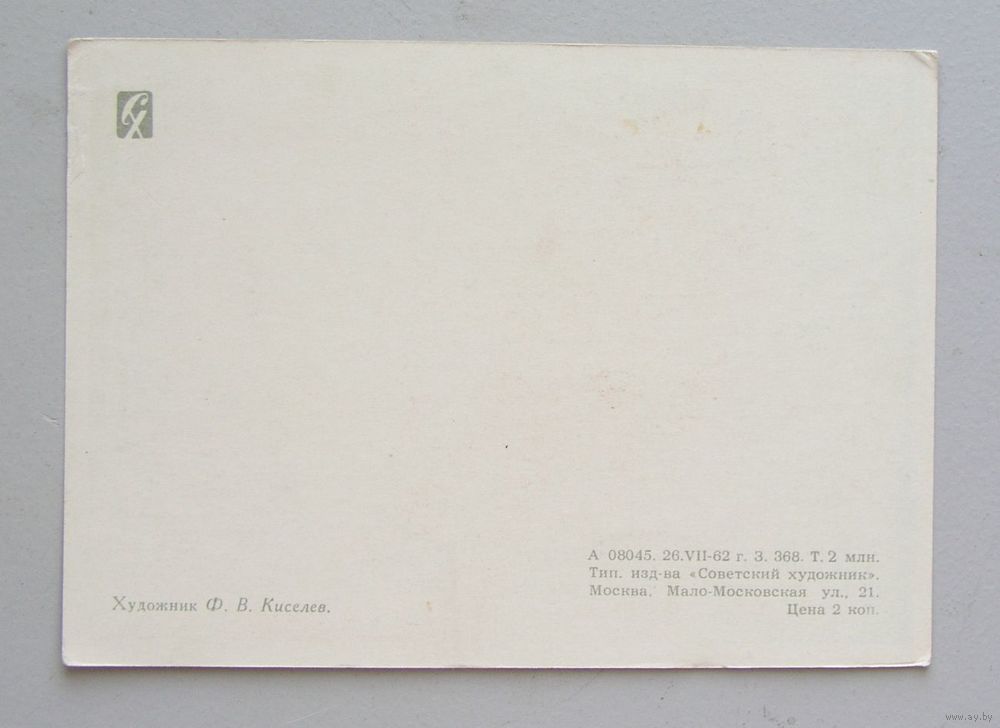 СХ
Художник Ф. В. Киселев.
А 08045. 26.VII-62 г. З. 368. Т. 2 млн.
Тип. изд-ва «Советский художник».
Москва. Мало-Московская ул., 21.
Цена 2 коп.
www.ay.by